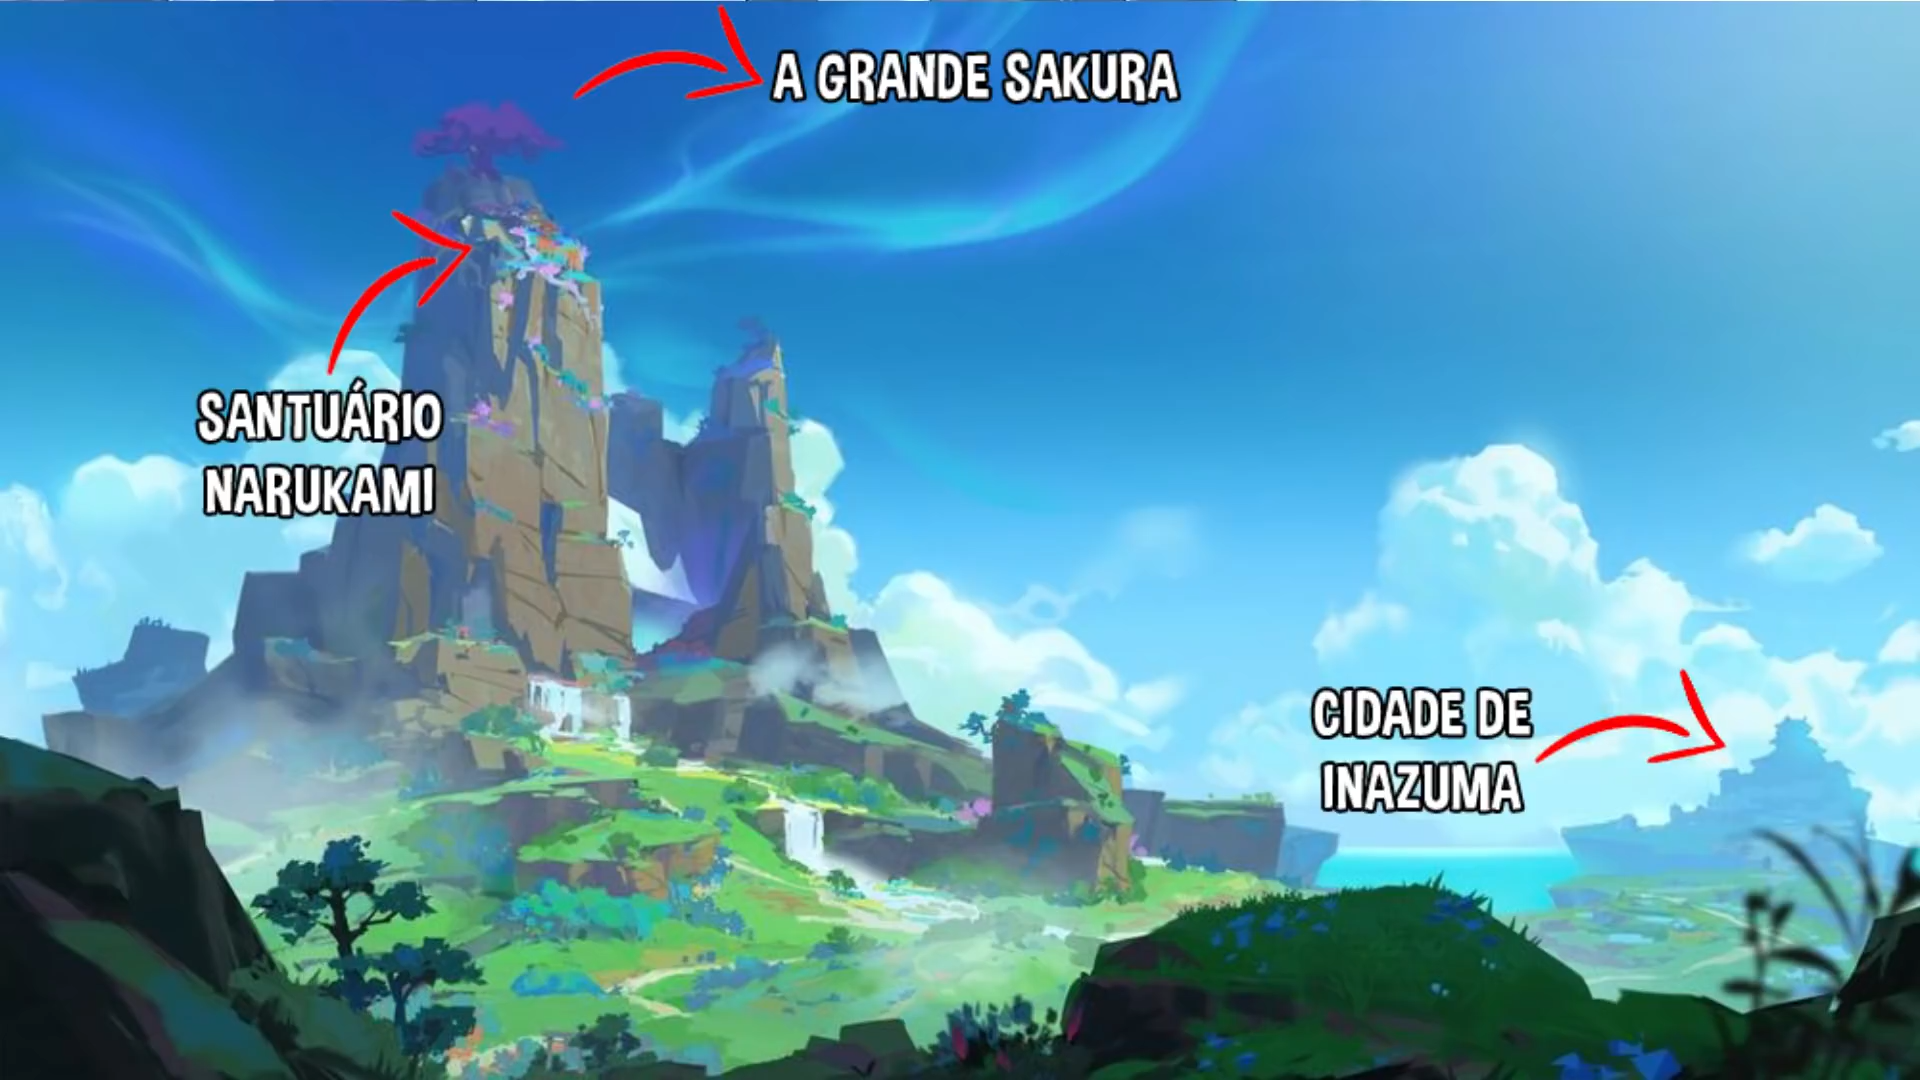 A GRANDE SAKURA
SANTUÁRIO
NARUKAMI
CIDADE DE
INAZUMA